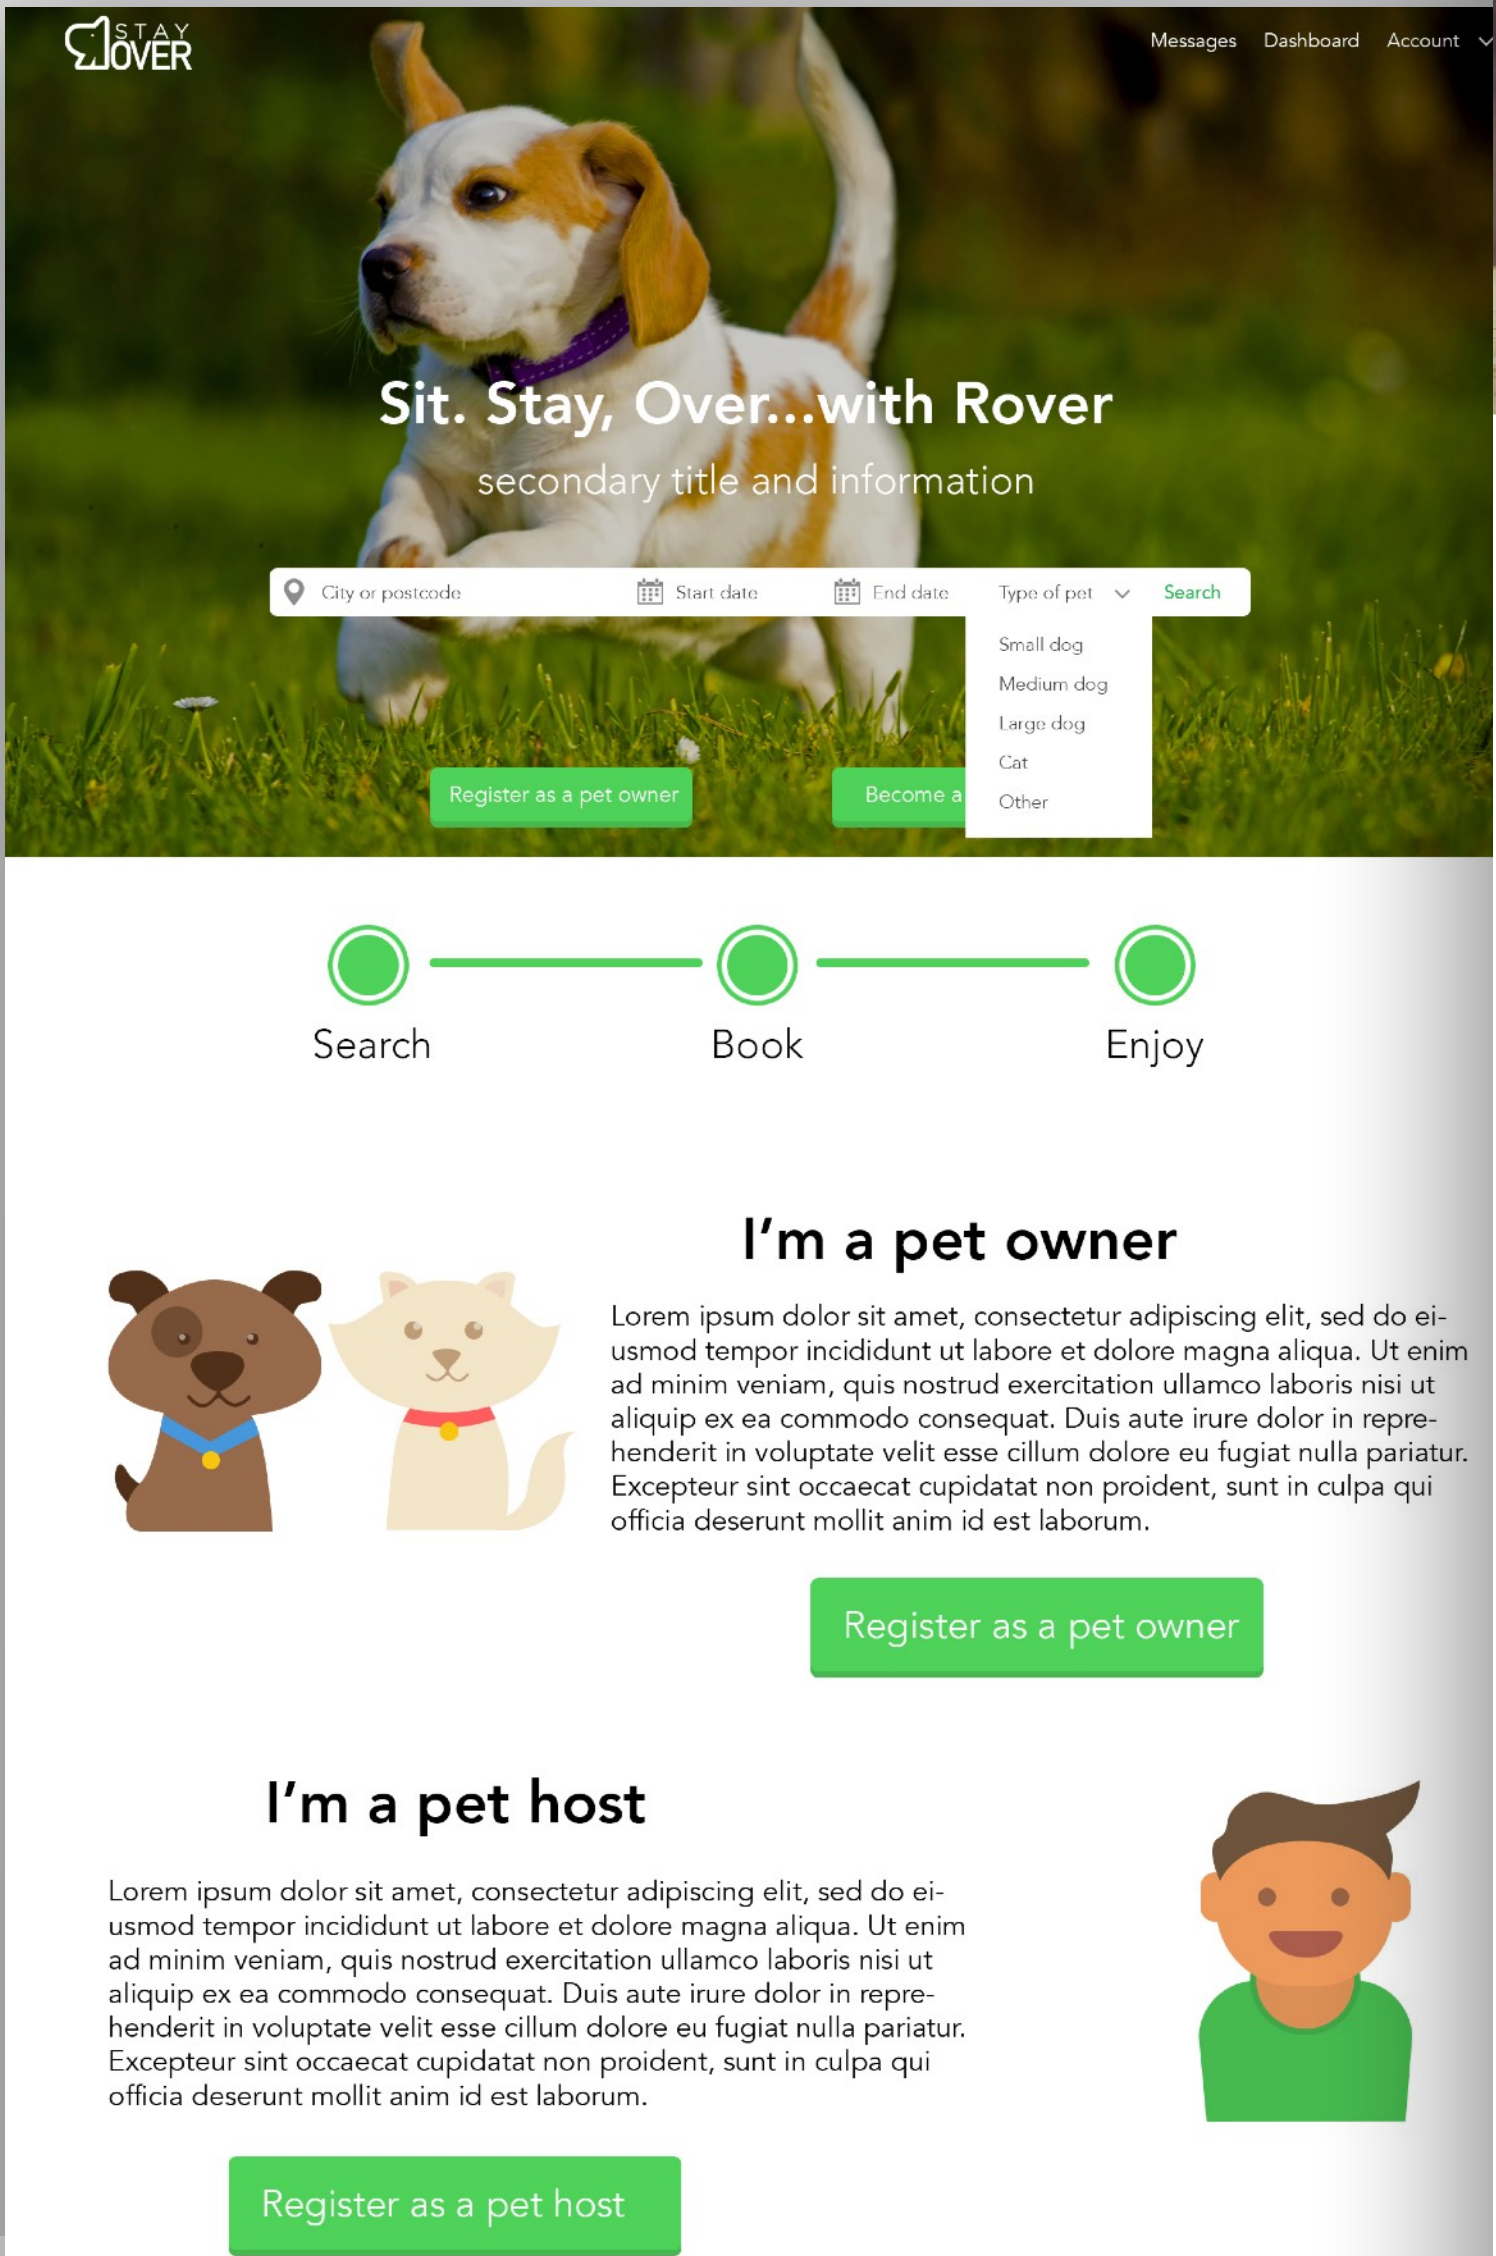 STAY
OVER
Messages Dashboard Account
Sit. Stay, Over...with Rover
secondary title and information
City or postcode Start date End date Type of pet Search
Small dog
Medium dog
Large dog
Cat
Other
Register as a pet owner Become a
Search Book Enjoy
I'm a pet owner
Lorem ipsum dolor sit amet, consectetur adipiscing elit, sed do ei-
usmod tempor incididunt ut labore et dolore magna aliqua. Ut enim
ad minim veniam, quis nostrud exercitation ullamco laboris nisi ut
aliquip ex ea commodo consequat. Duis aute irure dolor in repre-
henderit in voluptate velit esse cillum dolore eu fugiat nulla pariatur.
Excepteur sint occaecat cupidatat non proident, sunt in culpa qui
officia deserunt mollit anim id est laborum.
Register as a pet owner
I'm a pet host
Lorem ipsum dolor sit amet, consectetur adipiscing elit, sed do ei-
usmod tempor incididunt ut labore et dolore magna aliqua. Ut enim
ad minim veniam, quis nostrud exercitation ullamco laboris nisi ut
aliquip ex ea commodo consequat. Duis aute irure dolor in repre-
henderit in voluptate velit esse cillum dolore eu fugiat nulla pariatur.
Excepteur sint occaecat cupidatat non proident, sunt in culpa qui
officia deserunt mollit anim id est laborum.
Register as a pet host